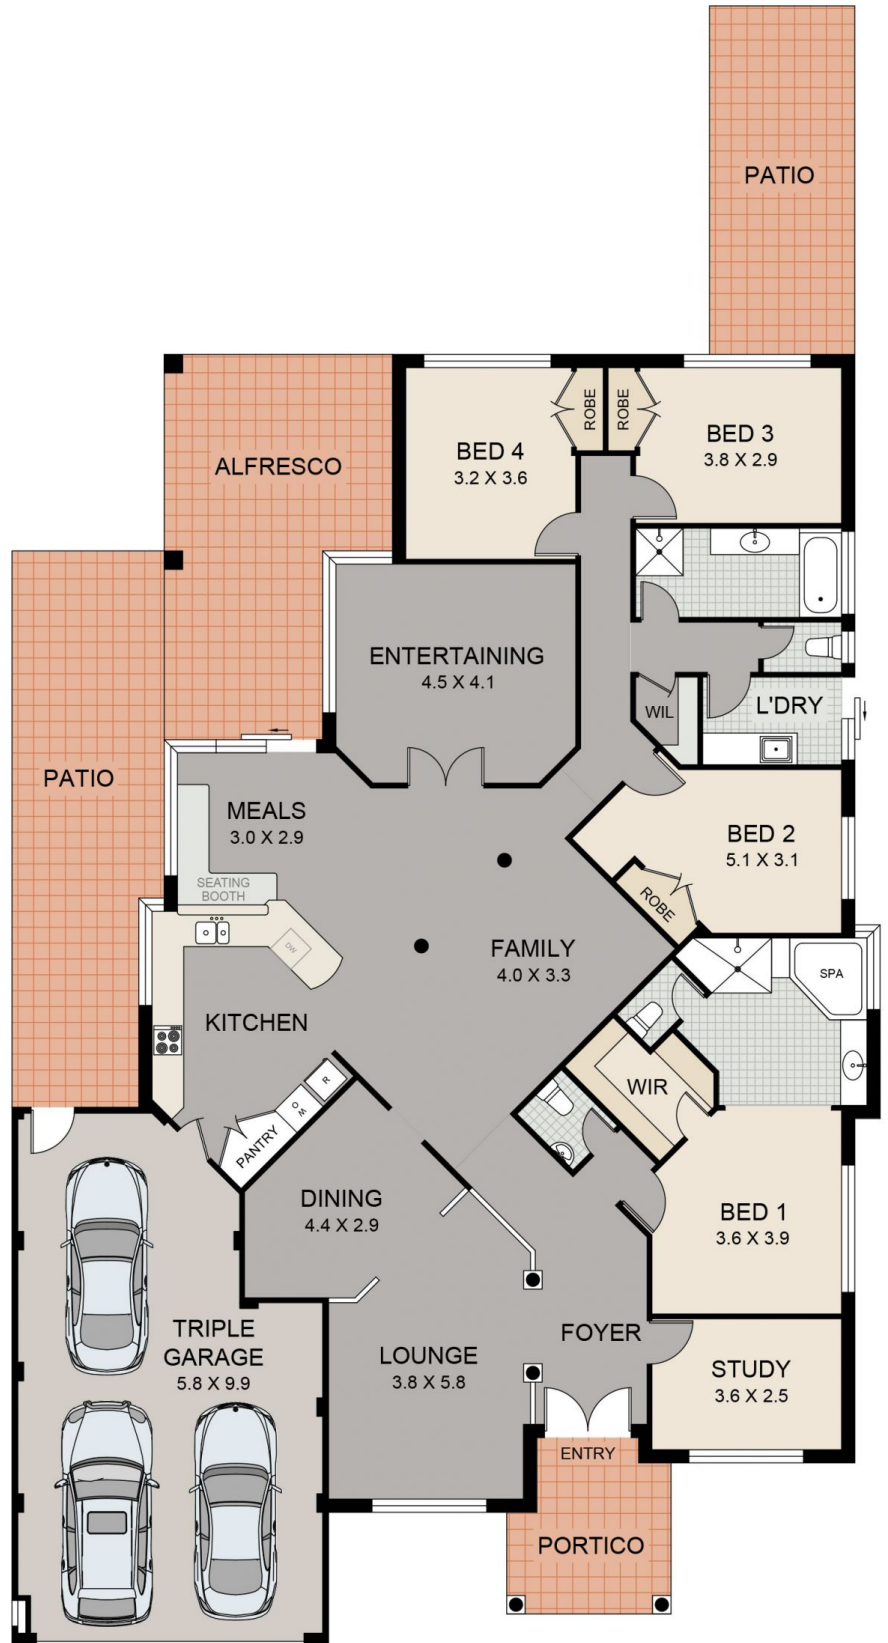 PATIO
ROBE
ROBE
BED 4
3.2 X 3.6
BED 3
3.8 X 2.9
ALFRESCO
ENTERTAINING
4.5 X 4.1
WIL
L'DRY
PATIO
MEALS
3.0 X 2.9
SEATING
BOOTH
BED 2
5.1 X 3.1
ROBE
DW
FAMILY
4.0 X 3.3
SPA
KITCHEN
R
W
PANTRY
WIR
DINING
4.4 X 2.9
BED 1
3.6 X 3.9
TRIPLE
GARAGE
5.8 X 9.9
LOUNGE
3.8 X 5.8
FOYER
STUDY
3.6 X 2.5
ENTRY
PORTICO